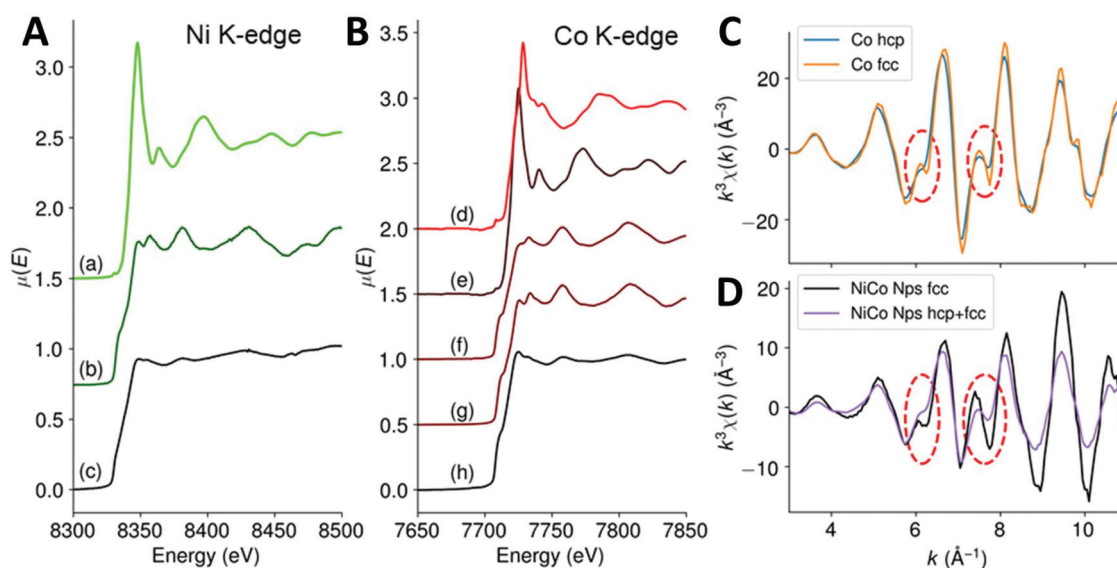 A
Ni K-edge
3.0
2.5
2.0
1.5
1.0
0.5
0.0
μ(E)
(a)
(b)
(c)
8300 8350 8400 8450 8500
Energy (eV)
B
Co K-edge
3.5
3.0
2.5
2.0
1.5
1.0
0.5
0.0
μ(E)
(d)
(e)
(f)
(g)
(h)
7650 7700 7750 7800 7850
Energy (eV)
C
Co hcp
Co fcc
20
0
−20
k³χ(k) (Å⁻³)
D
NiCo Nps fcc
NiCo Nps hcp+fcc
20
10
0
−10
k³χ(k) (Å⁻³)
4 6 8 10
k (Å⁻¹)